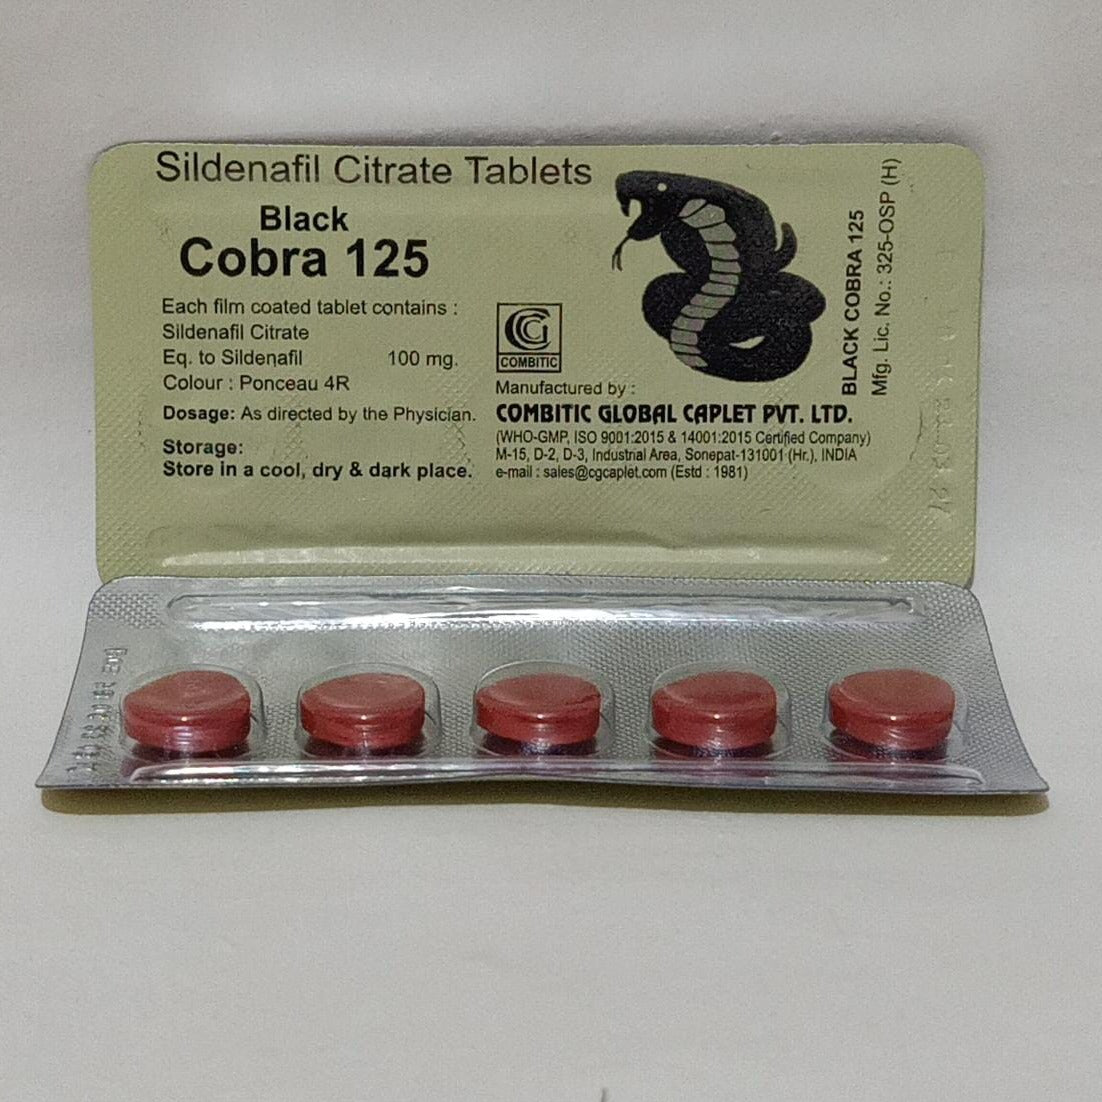 Sildenafil Citrate Tablets
Black
Cobra 125
Each film coated tablet contains :
Sildenafil Citrate
Eq. to Sildenafil 100 mg.
Colour : Ponceau 4R
Dosage: As directed by the Physician.
Storage:
Store in a cool, dry & dark place.
COMBITIC
Manufactured by :
COMBITIC GLOBAL CAPLET PVT. LTD.
(WHO-GMP, ISO 9001:2015 & 14001:2015 Certified Company)
M-15, D-2, D-3, Industrial Area, Sonepat-131001 (Hr.), INDIA
e-mail : sales@cgcaplet.com (Estd : 1981)
BLACK COBRA 125
Mfg. Lic. No.: 325-OSP (H)